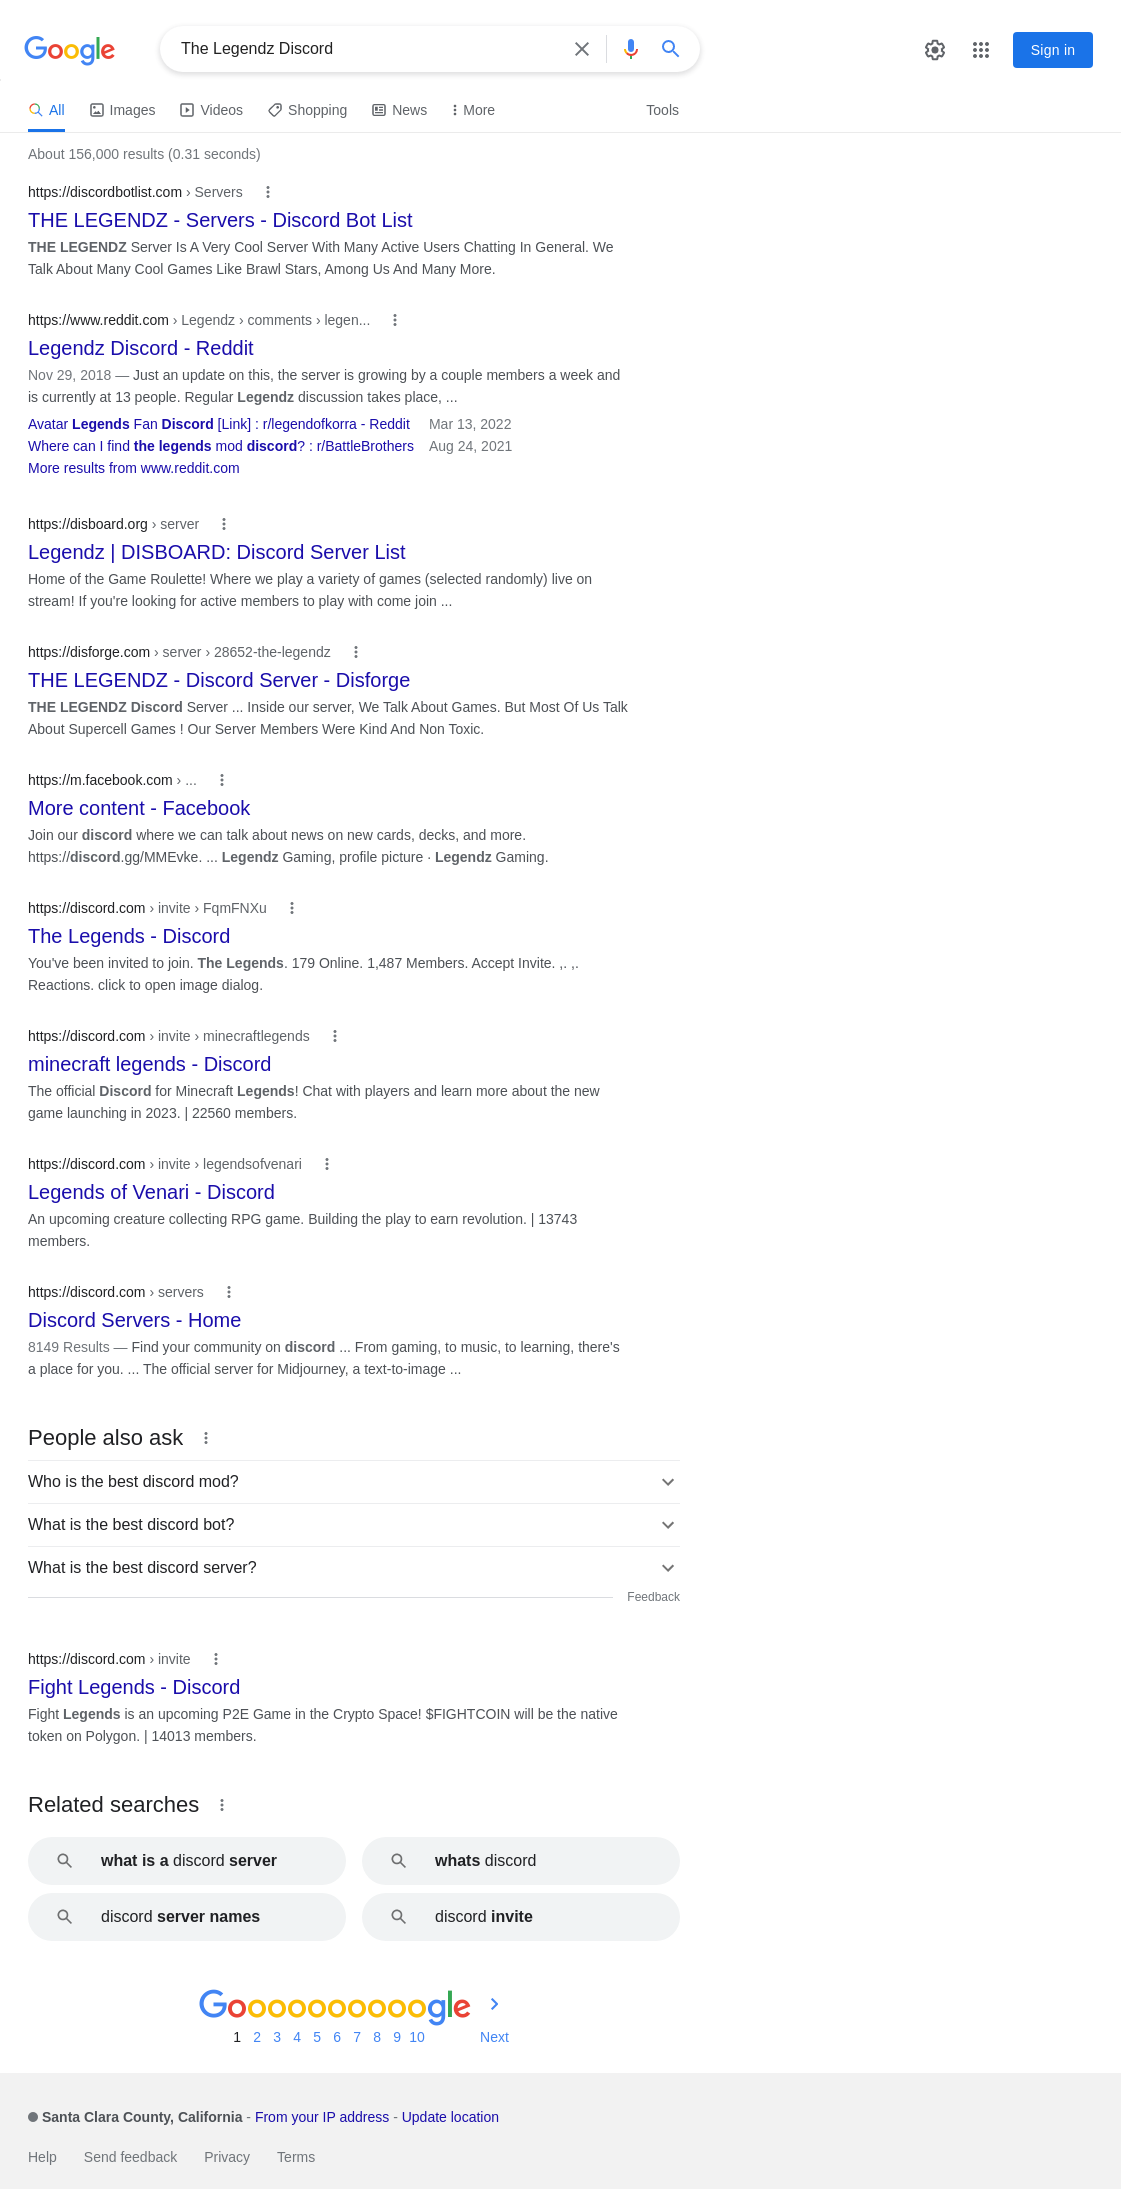 Google
The Legendz Discord
Sign in
All Images Videos Shopping News More Tools
About 156,000 results (0.31 seconds)
https://discordbotlist.com › Servers
THE LEGENDZ - Servers - Discord Bot List
THE LEGENDZ Server Is A Very Cool Server With Many Active Users Chatting In General. We
Talk About Many Cool Games Like Brawl Stars, Among Us And Many More.
https://www.reddit.com › Legendz › comments › legen...
Legendz Discord - Reddit
Nov 29, 2018 — Just an update on this, the server is growing by a couple members a week and
is currently at 13 people. Regular Legendz discussion takes place, ...
Avatar Legends Fan Discord [Link] : r/legendofkorra - Reddit Mar 13, 2022
Where can I find the legends mod discord? : r/BattleBrothers Aug 24, 2021
More results from www.reddit.com
https://disboard.org › server
Legendz | DISBOARD: Discord Server List
Home of the Game Roulette! Where we play a variety of games (selected randomly) live on
stream! If you're looking for active members to play with come join ...
https://disforge.com › server › 28652-the-legendz
THE LEGENDZ - Discord Server - Disforge
THE LEGENDZ Discord Server ... Inside our server, We Talk About Games. But Most Of Us Talk
About Supercell Games ! Our Server Members Were Kind And Non Toxic.
https://m.facebook.com › ...
More content - Facebook
Join our discord where we can talk about news on new cards, decks, and more.
https://discord.gg/MMEvke. ... Legendz Gaming, profile picture · Legendz Gaming.
https://discord.com › invite › FqmFNXu
The Legends - Discord
You've been invited to join. The Legends. 179 Online. 1,487 Members. Accept Invite. ,. ,.
Reactions. click to open image dialog.
https://discord.com › invite › minecraftlegends
minecraft legends - Discord
The official Discord for Minecraft Legends! Chat with players and learn more about the new
game launching in 2023. | 22560 members.
https://discord.com › invite › legendsofvenari
Legends of Venari - Discord
An upcoming creature collecting RPG game. Building the play to earn revolution. | 13743
members.
https://discord.com › servers
Discord Servers - Home
8149 Results — Find your community on discord ... From gaming, to music, to learning, there's
a place for you. ... The official server for Midjourney, a text-to-image ...
People also ask
Who is the best discord mod?
What is the best discord bot?
What is the best discord server?
Feedback
https://discord.com › invite
Fight Legends - Discord
Fight Legends is an upcoming P2E Game in the Crypto Space! $FIGHTCOIN will be the native
token on Polygon. | 14013 members.
Related searches
what is a discord server
whats discord
discord server names
discord invite
Goooooooooogle
1 2 3 4 5 6 7 8 9 10 Next
Santa Clara County, California - From your IP address - Update location
Help Send feedback Privacy Terms